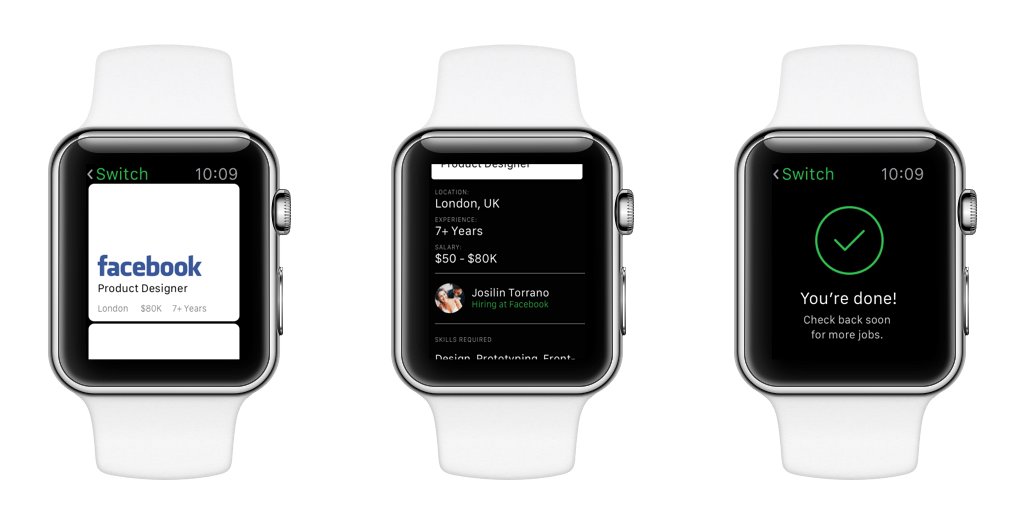 Switch 10:09
facebook
Product Designer
London $80K 7+ Years
Product Designer
LOCATION:
London, UK
EXPERIENCE:
7+ Years
SALARY:
$50 - $80K
Josilin Torrano
Hiring at Facebook
SKILLS REQUIRED
Design, Prototyping, Front-
Switch 10:09
You're done!
Check back soon
for more jobs.